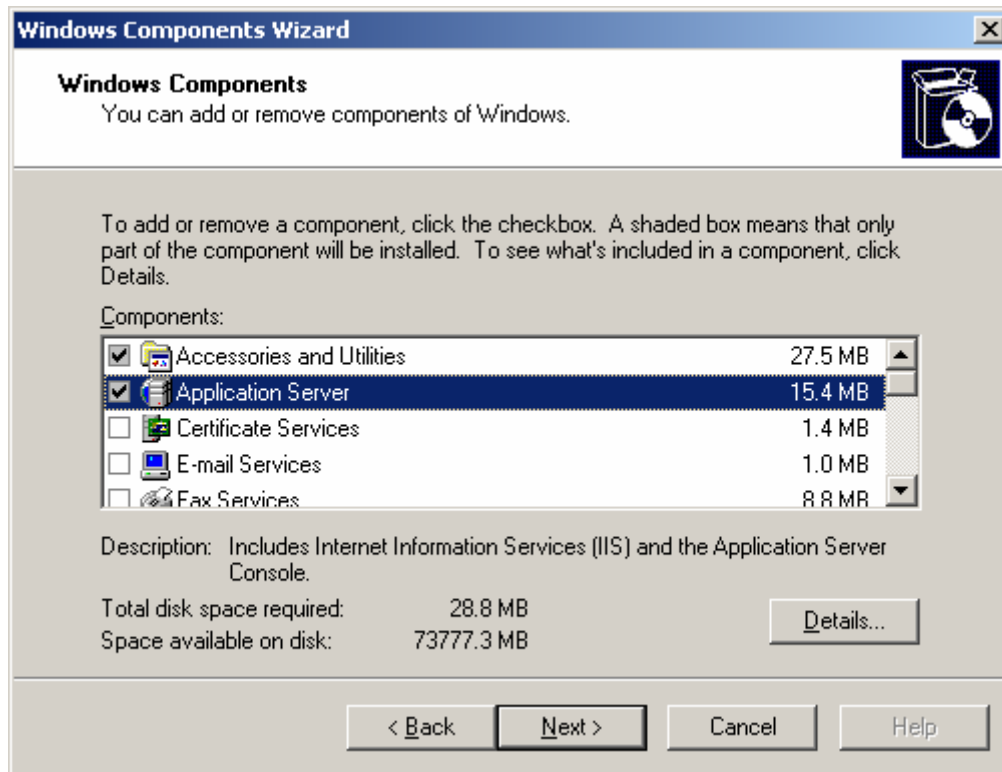 Windows Components Wizard
Windows Components
You can add or remove components of Windows.
To add or remove a component, click the checkbox. A shaded box means that only
part of the component will be installed. To see what's included in a component, click
Details.
Components:
Accessories and Utilities 27.5 MB
Application Server 15.4 MB
Certificate Services 1.4 MB
E-mail Services 1.0 MB
Fax Services 8.8 MB
Description: Includes Internet Information Services (IIS) and the Application Server
Console.
Total disk space required: 28.8 MB
Space available on disk: 73777.3 MB
Details...
< Back Next > Cancel Help